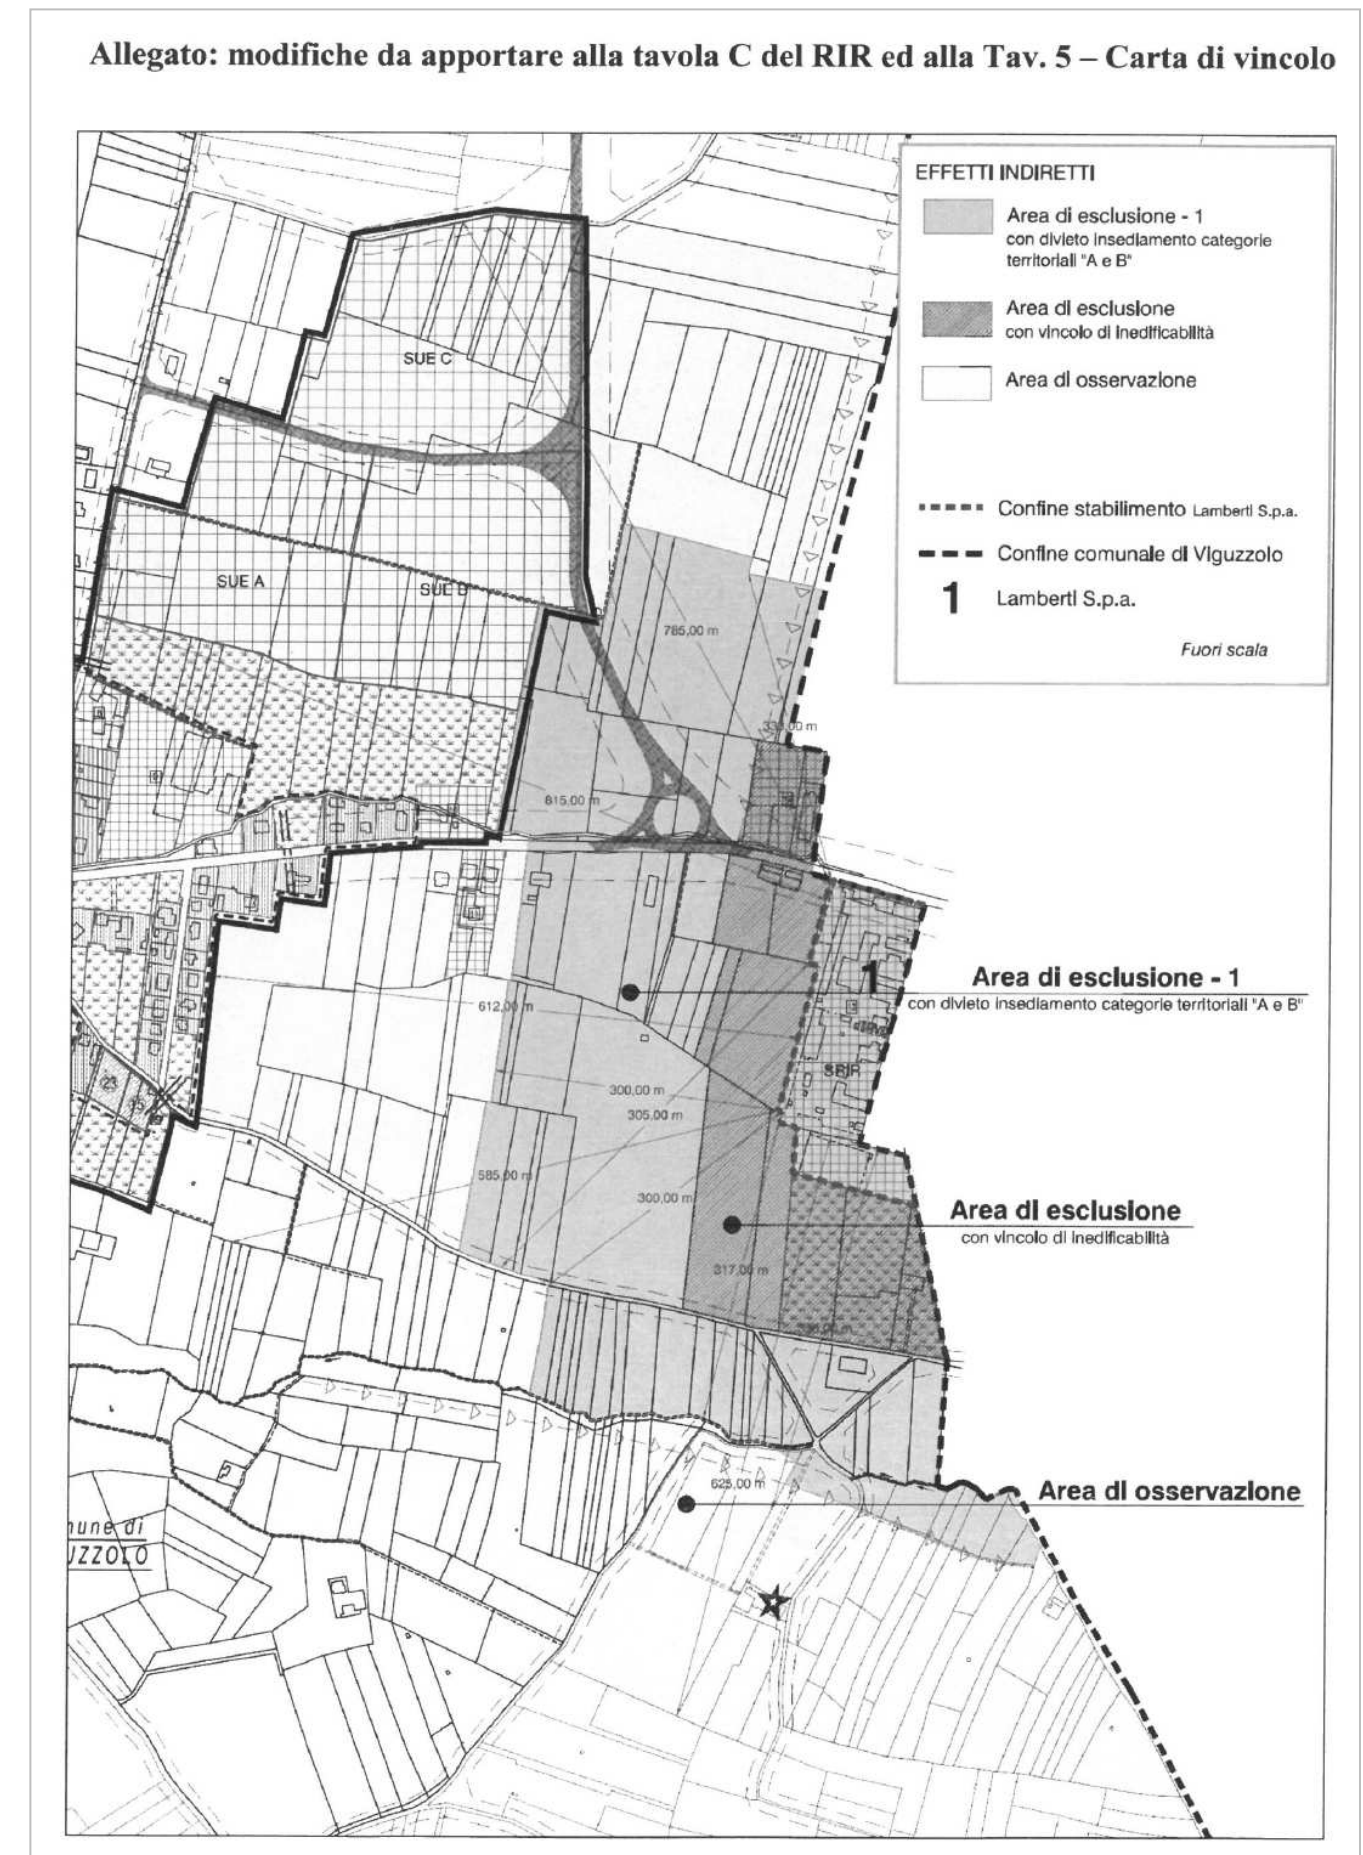 Allegato: modifiche da apportare alla tavola C del RIR ed alla Tav. 5 – Carta di vincolo
EFFETTI INDIRETTI
Area di esclusione - 1
con divieto insediamento categorie
territoriali "A e B"
Area di esclusione
con vincolo di inedificabilità
Area di osservazione
Confine stabilimento Lamberti S.p.a.
Confine comunale di Viguzzolo
1 Lamberti S.p.a.
Fuori scala
SUE C
SUE A
SUE B
785,00 m
815,00 m
1
Area di esclusione - 1
con divieto insediamento categorie territoriali "A e B"
612,00 m
300,00 m
305,00 m
585,00 m
300,00 m
Area di esclusione
con vincolo di inedificabilità
317,00 m
23
625,00 m
Area di osservazione
UZZOLO